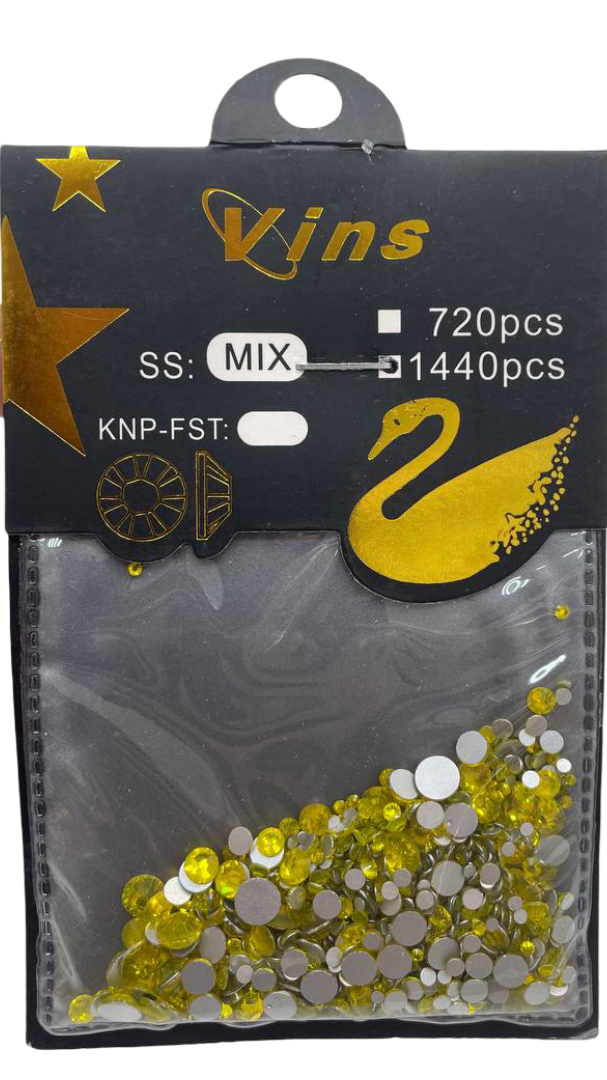 Vins
720pcs
SS: MIX 1440pcs
KNP-FST: